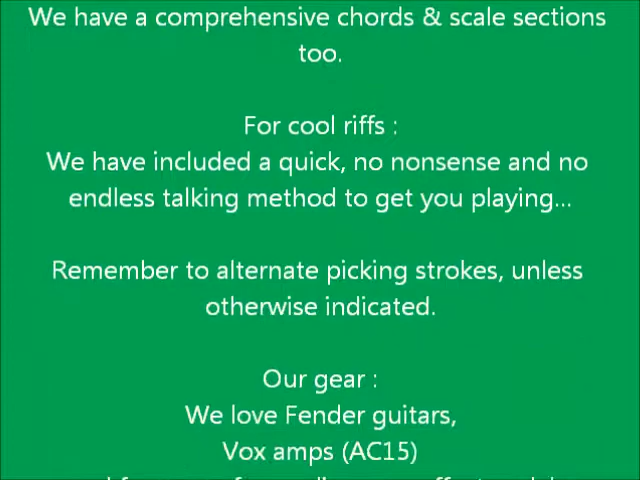 We have a comprehensive chords & scale sections
too.
For cool riffs :
We have included a quick, no nonsense and no
endless talking method to get you playing...
Remember to alternate picking strokes, unless
otherwise indicated.
Our gear :
We love Fender guitars,
Vox amps (AC15)